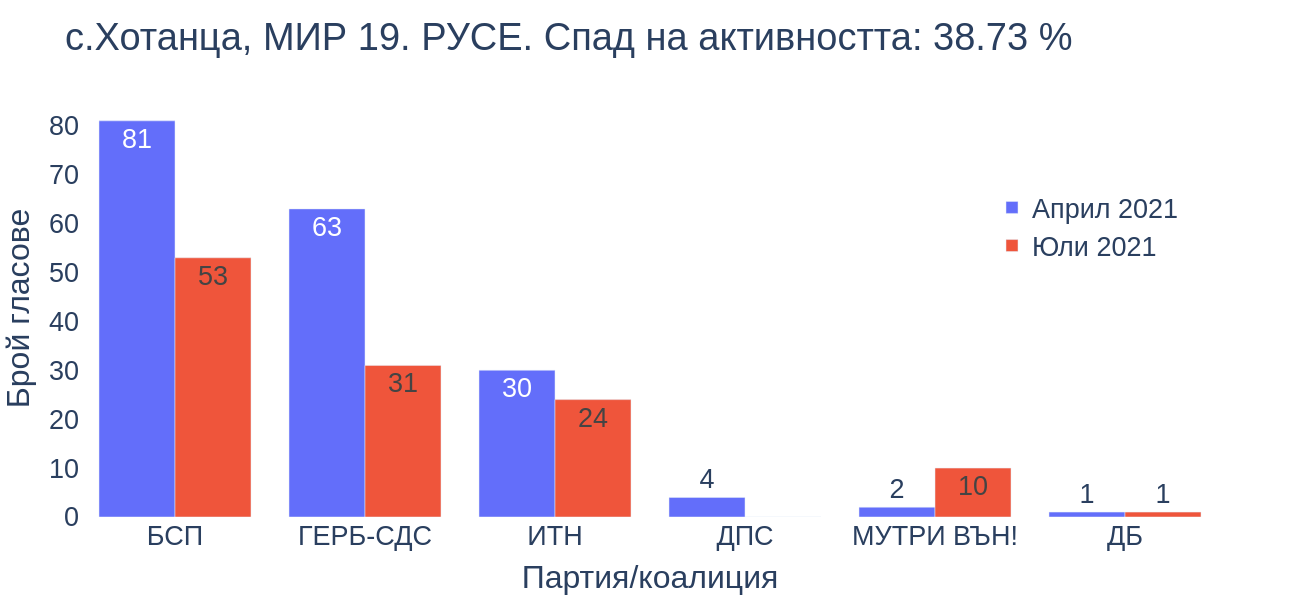 с.Хотанца, МИР 19. РУСЕ. Спад на активността: 38.73 %
Брой гласове
80
70
60
50
40
30
20
10
0
81
53
63
31
30
24
4
2
10
1
1
Април 2021
Юли 2021
БСП
ГЕРБ-СДС
ИТН
ДПС
МУТРИ ВЪН!
ДБ
Партия/коалиция